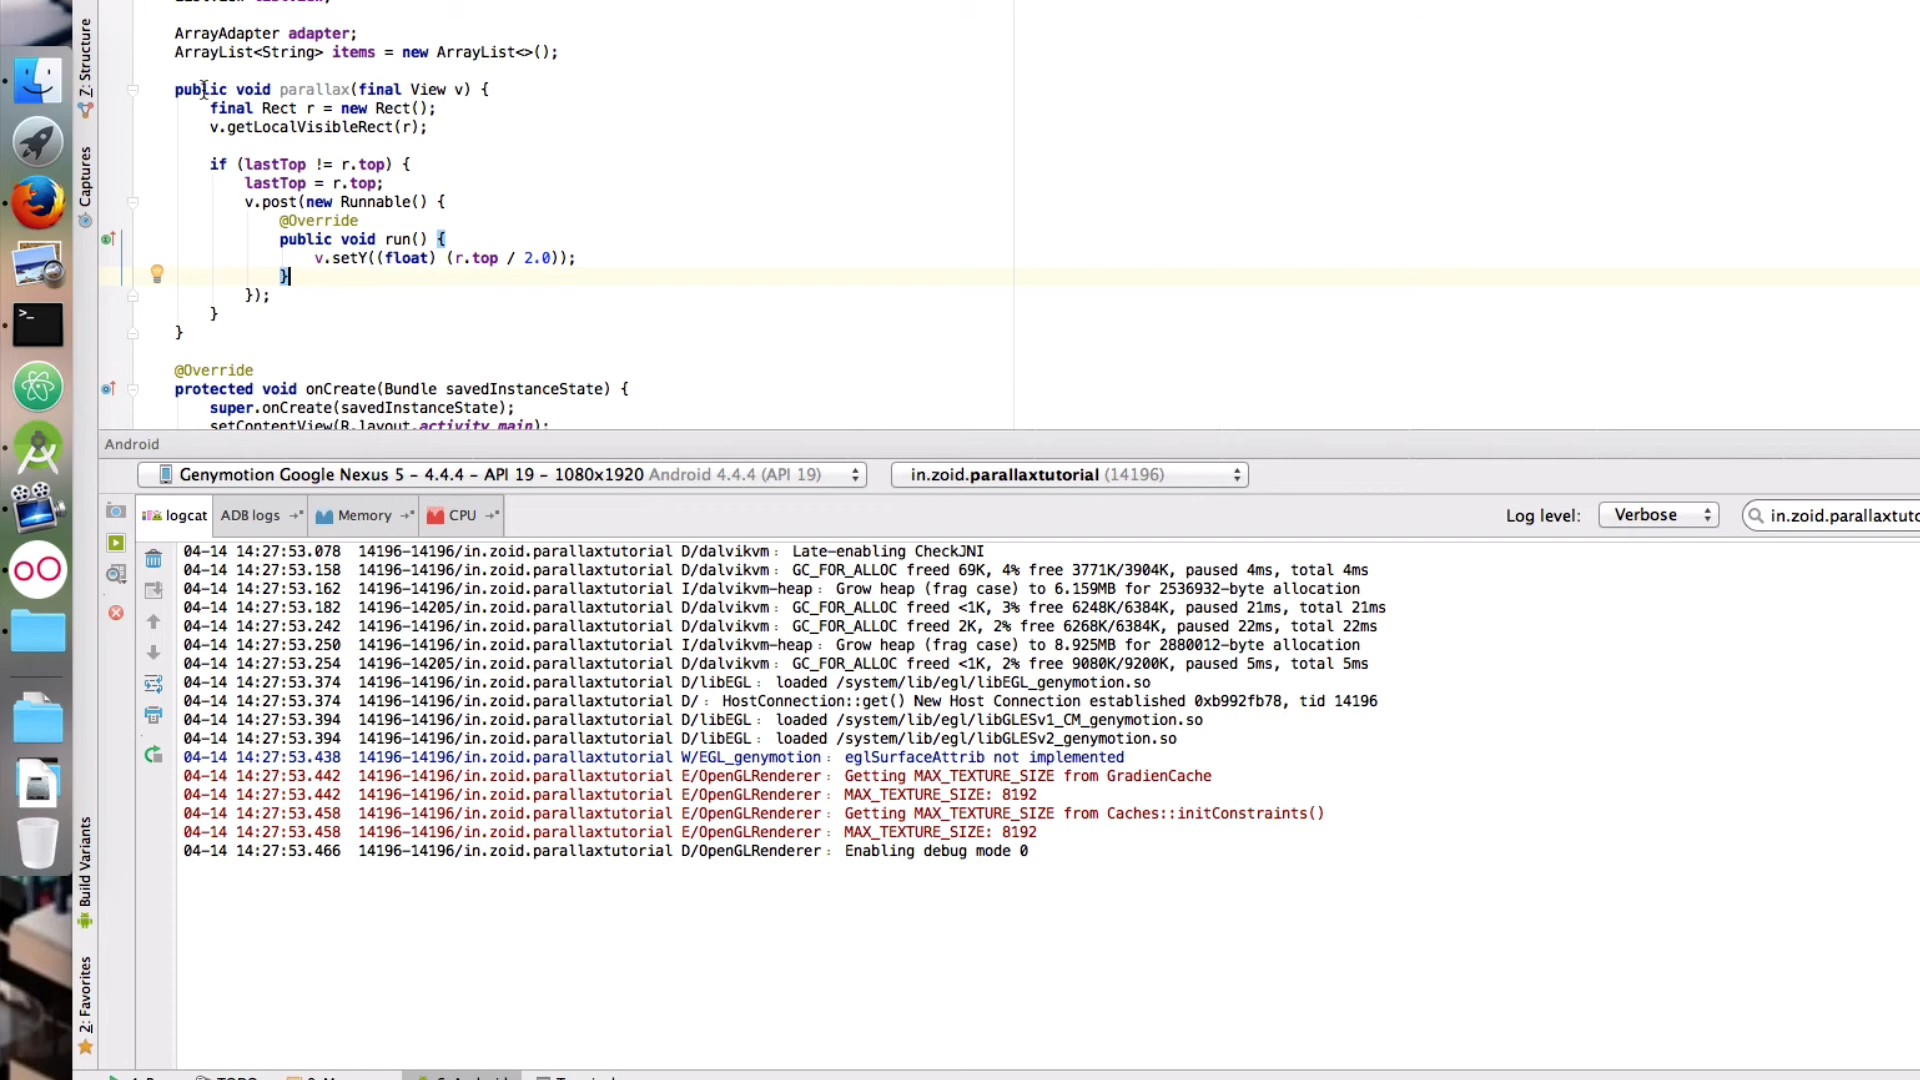 ArrayAdapter adapter;
ArrayList<String> items = new ArrayList<>();
public void parallax(final View v) {
final Rect r = new Rect();
v.getLocalVisibleRect(r);
if (lastTop != r.top) {
lastTop = r.top;
v.post(new Runnable() {
@Override
public void run() {
v.setY((float) (r.top / 2.0));
}
});
}
}
@Override
protected void onCreate(Bundle savedInstanceState) {
super.onCreate(savedInstanceState);
setContentView(R.layout.activity_main);
Z: Structure
Captures
Build Variants
2: Favorites
Android
Genymotion Google Nexus 5 – 4.4.4 – API 19 – 1080x1920 Android 4.4.4 (API 19)
in.zoid.parallaxtutorial (14196)
logcat
ADB logs
Memory
CPU
Log level:
Verbose
in.zoid.parallaxtuto
04-14 14:27:53.078  14196-14196/in.zoid.parallaxtutorial D/dalvikvm﹕ Late-enabling CheckJNI
04-14 14:27:53.158  14196-14196/in.zoid.parallaxtutorial D/dalvikvm﹕ GC_FOR_ALLOC freed 69K, 4% free 3771K/3904K, paused 4ms, total 4ms
04-14 14:27:53.162  14196-14196/in.zoid.parallaxtutorial I/dalvikvm-heap﹕ Grow heap (frag case) to 6.159MB for 2536932-byte allocation
04-14 14:27:53.182  14196-14205/in.zoid.parallaxtutorial D/dalvikvm﹕ GC_FOR_ALLOC freed <1K, 3% free 6248K/6384K, paused 21ms, total 21ms
04-14 14:27:53.242  14196-14196/in.zoid.parallaxtutorial D/dalvikvm﹕ GC_FOR_ALLOC freed 2K, 2% free 6268K/6384K, paused 22ms, total 22ms
04-14 14:27:53.250  14196-14196/in.zoid.parallaxtutorial I/dalvikvm-heap﹕ Grow heap (frag case) to 8.925MB for 2880012-byte allocation
04-14 14:27:53.254  14196-14205/in.zoid.parallaxtutorial D/dalvikvm﹕ GC_FOR_ALLOC freed <1K, 2% free 9080K/9200K, paused 5ms, total 5ms
04-14 14:27:53.374  14196-14196/in.zoid.parallaxtutorial D/libEGL﹕ loaded /system/lib/egl/libEGL_genymotion.so
04-14 14:27:53.374  14196-14196/in.zoid.parallaxtutorial D/﹕ HostConnection::get() New Host Connection established 0xb992fb78, tid 14196
04-14 14:27:53.394  14196-14196/in.zoid.parallaxtutorial D/libEGL﹕ loaded /system/lib/egl/libGLESv1_CM_genymotion.so
04-14 14:27:53.394  14196-14196/in.zoid.parallaxtutorial D/libEGL﹕ loaded /system/lib/egl/libGLESv2_genymotion.so
04-14 14:27:53.438  14196-14196/in.zoid.parallaxtutorial W/EGL_genymotion﹕ eglSurfaceAttrib not implemented
04-14 14:27:53.442  14196-14196/in.zoid.parallaxtutorial E/OpenGLRenderer﹕ Getting MAX_TEXTURE_SIZE from GradienCache
04-14 14:27:53.442  14196-14196/in.zoid.parallaxtutorial E/OpenGLRenderer﹕ MAX_TEXTURE_SIZE: 8192
04-14 14:27:53.458  14196-14196/in.zoid.parallaxtutorial E/OpenGLRenderer﹕ Getting MAX_TEXTURE_SIZE from Caches::initConstraints()
04-14 14:27:53.458  14196-14196/in.zoid.parallaxtutorial E/OpenGLRenderer﹕ MAX_TEXTURE_SIZE: 8192
04-14 14:27:53.466  14196-14196/in.zoid.parallaxtutorial D/OpenGLRenderer﹕ Enabling debug mode 0